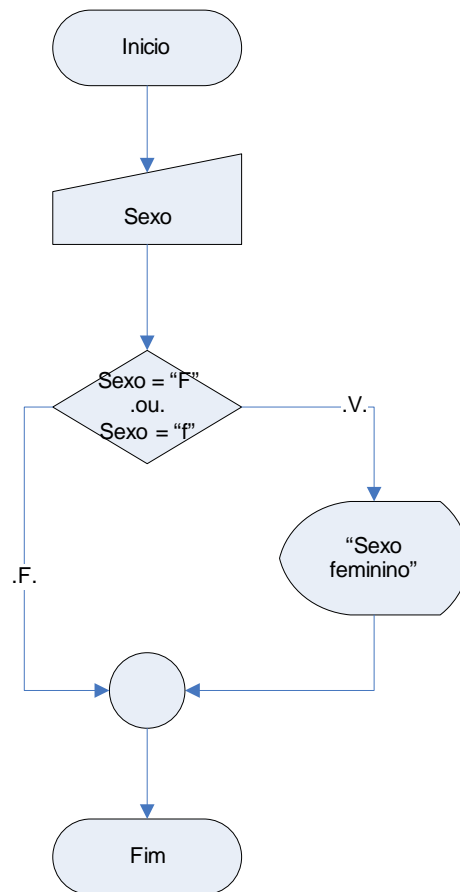 Inicio
Sexo
Sexo = “F”
.ou.
Sexo = “f”
.V.
“Sexo
feminino”
.F.
Fim